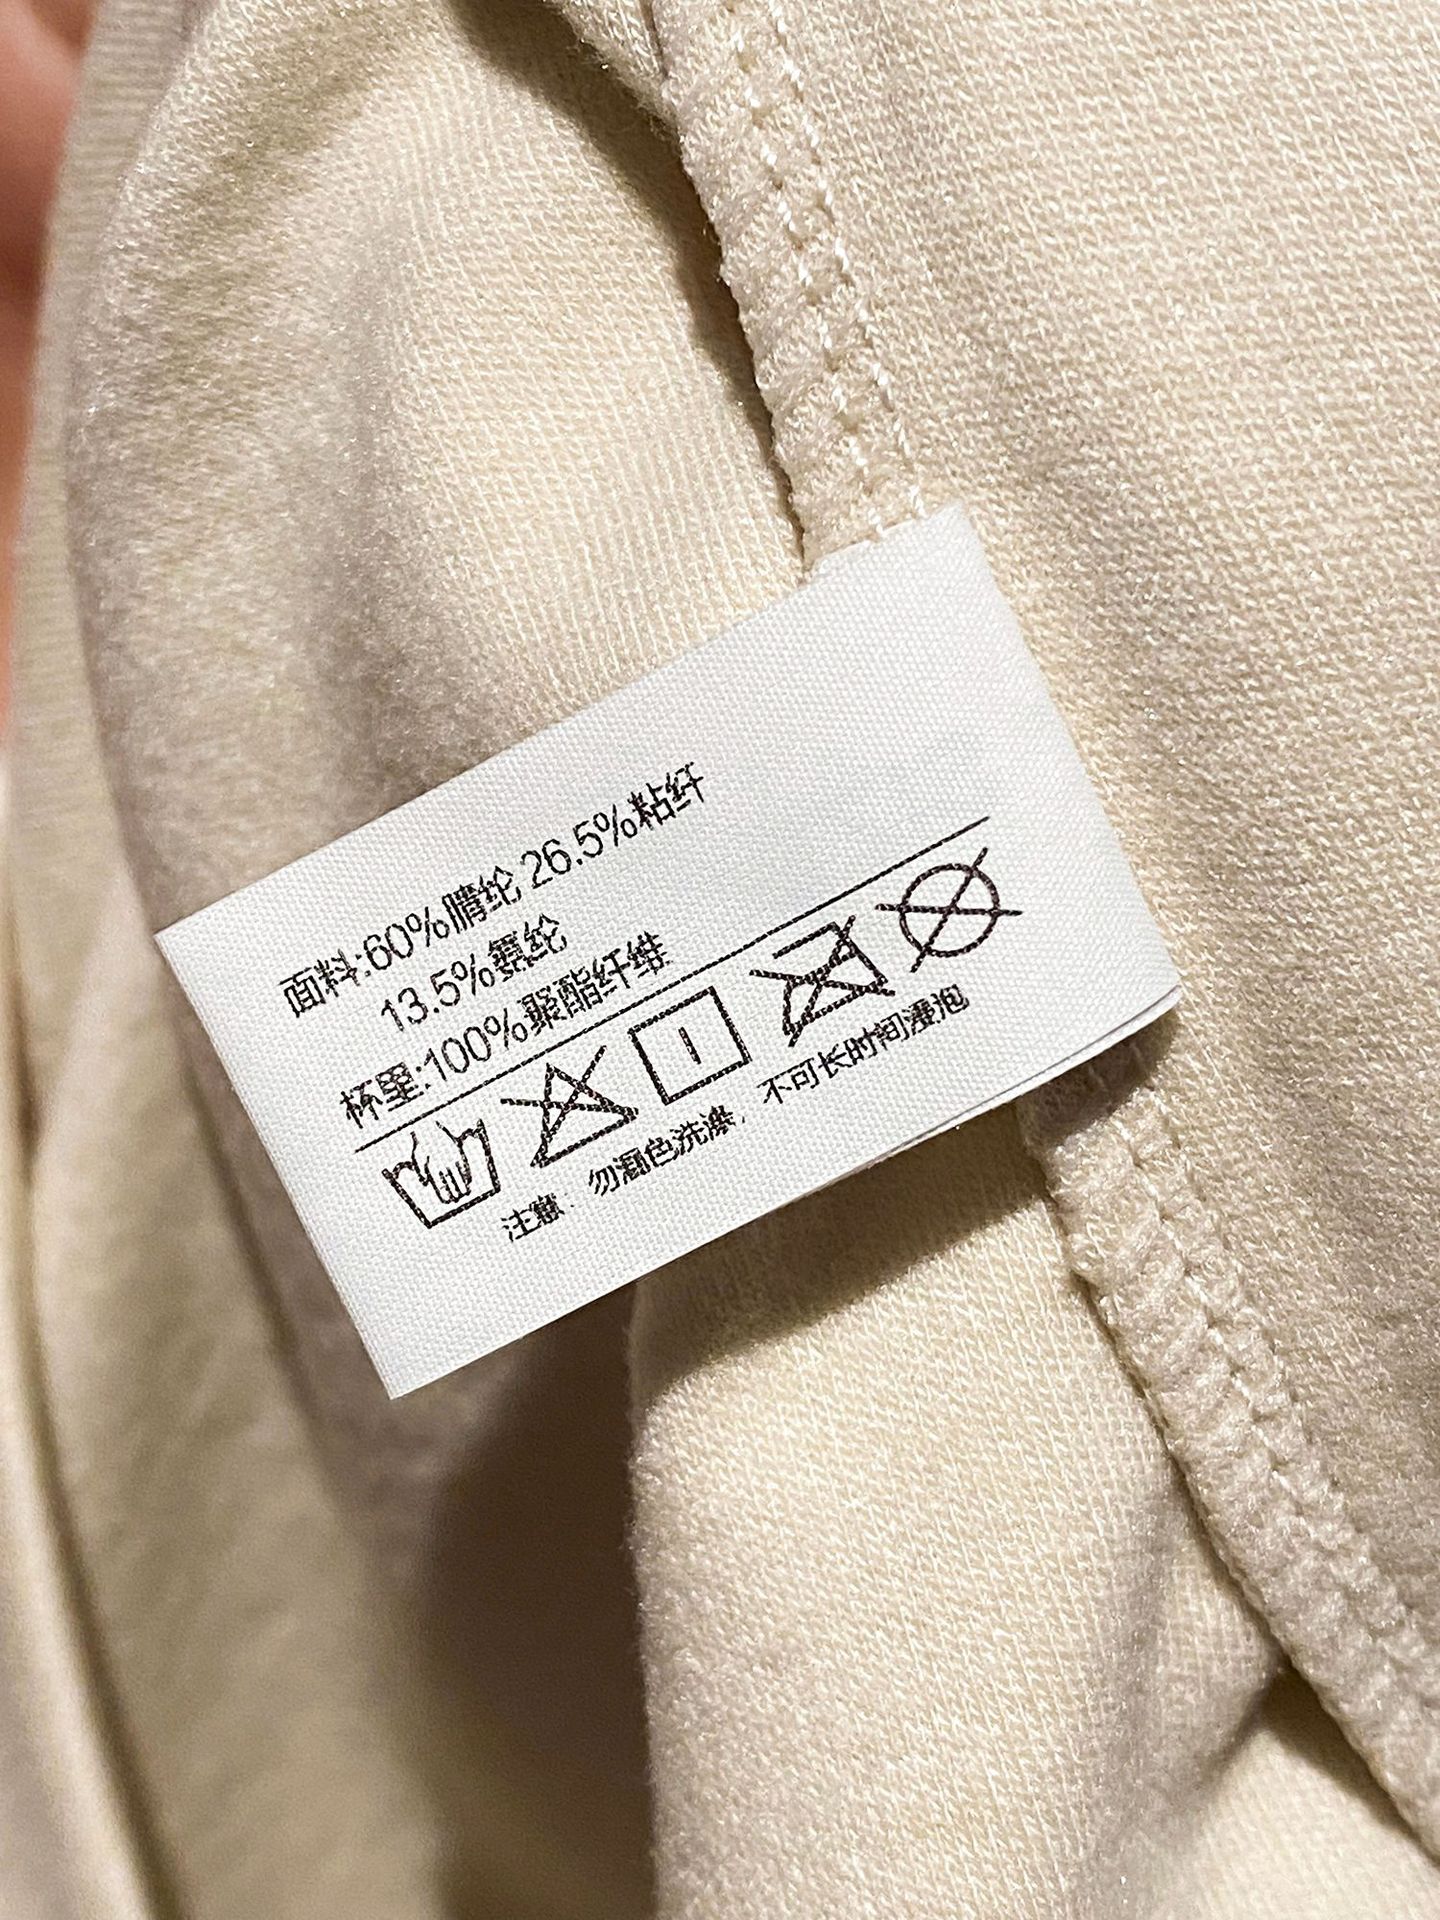 面料:60%腈纶 26.5%粘纤
13.5%氨纶
杯里:100%聚酯纤维
注意：勿混色洗涤，不可长时间浸泡